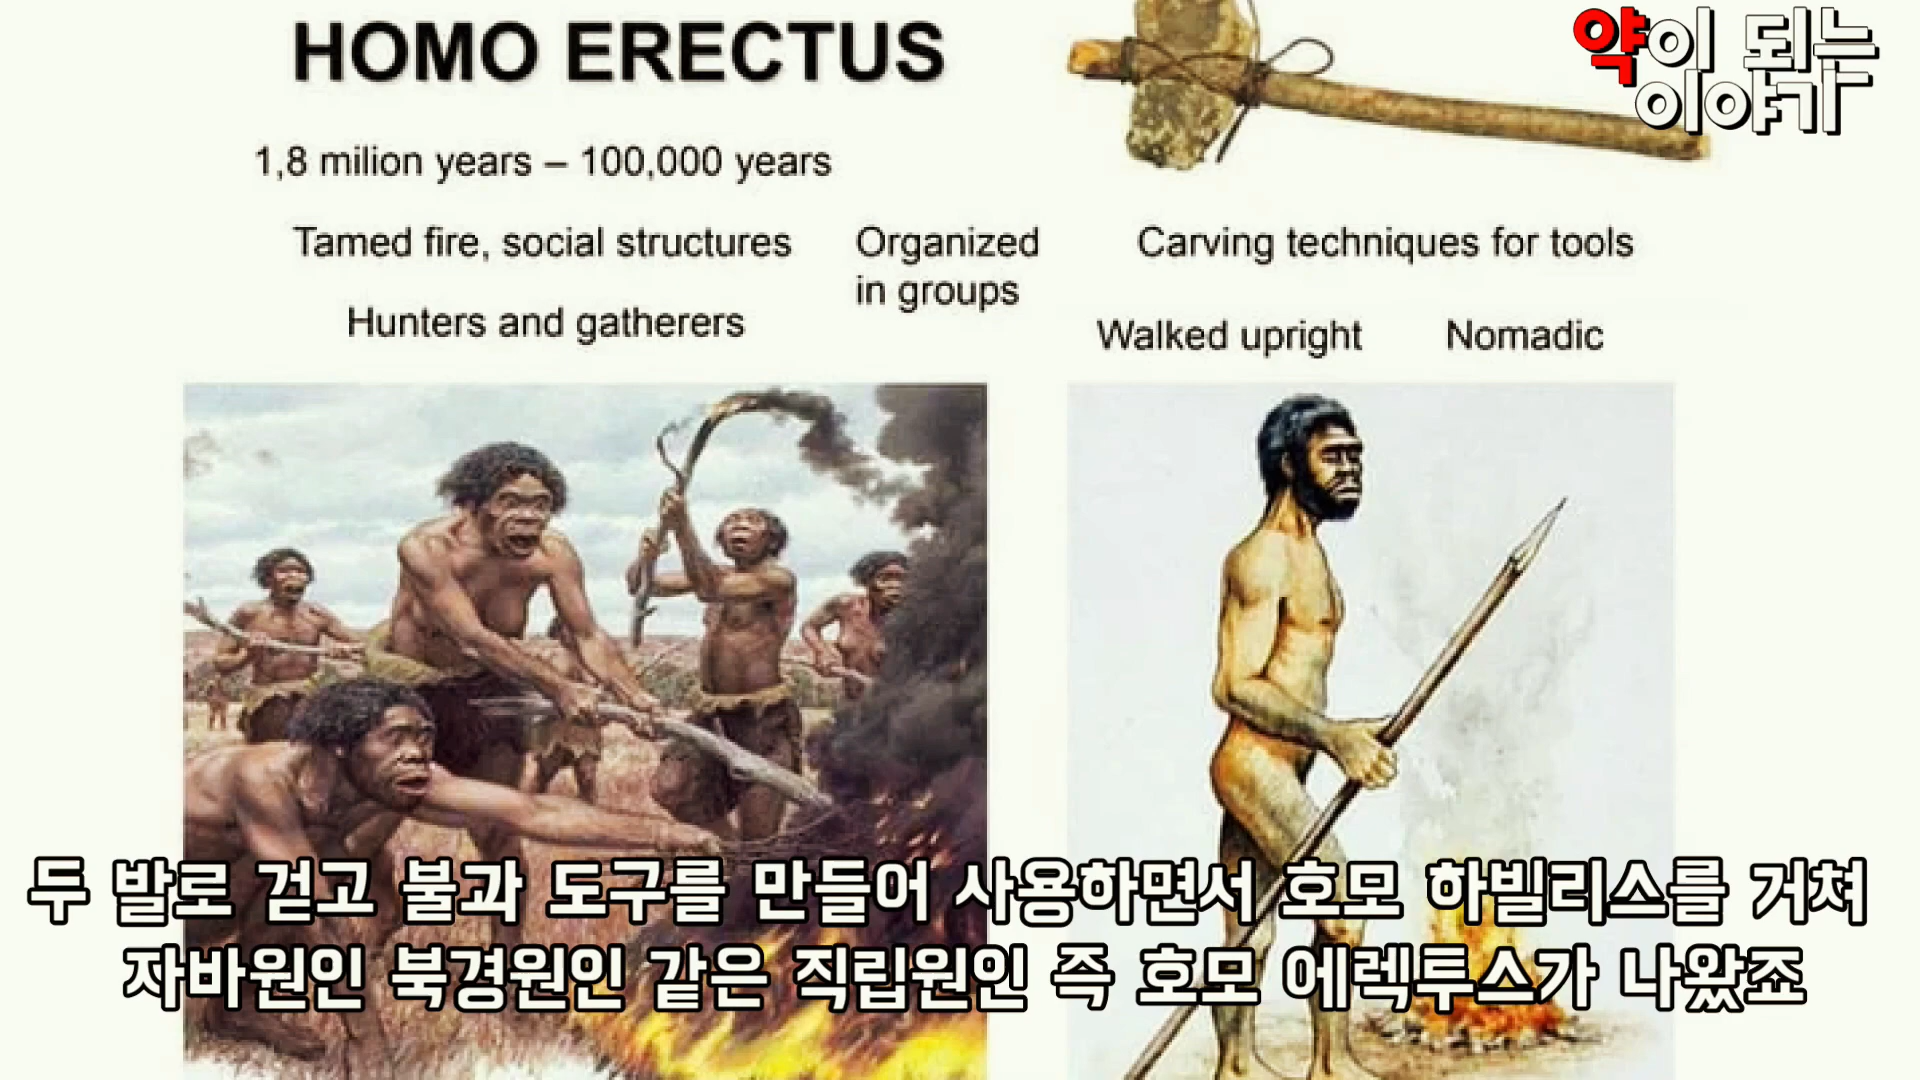 HOMO ERECTUS
약이 되는
이야기
1,8 milion years – 100,000 years
Tamed fire, social structures
Organized
in groups
Carving techniques for tools
Hunters and gatherers
Walked upright
Nomadic
두 발로 걷고 불과 도구를 만들어 사용하면서 호모 하빌리스를 거쳐
자바원인 북경원인 같은 직립원인 즉 호모 에렉투스가 나왔죠